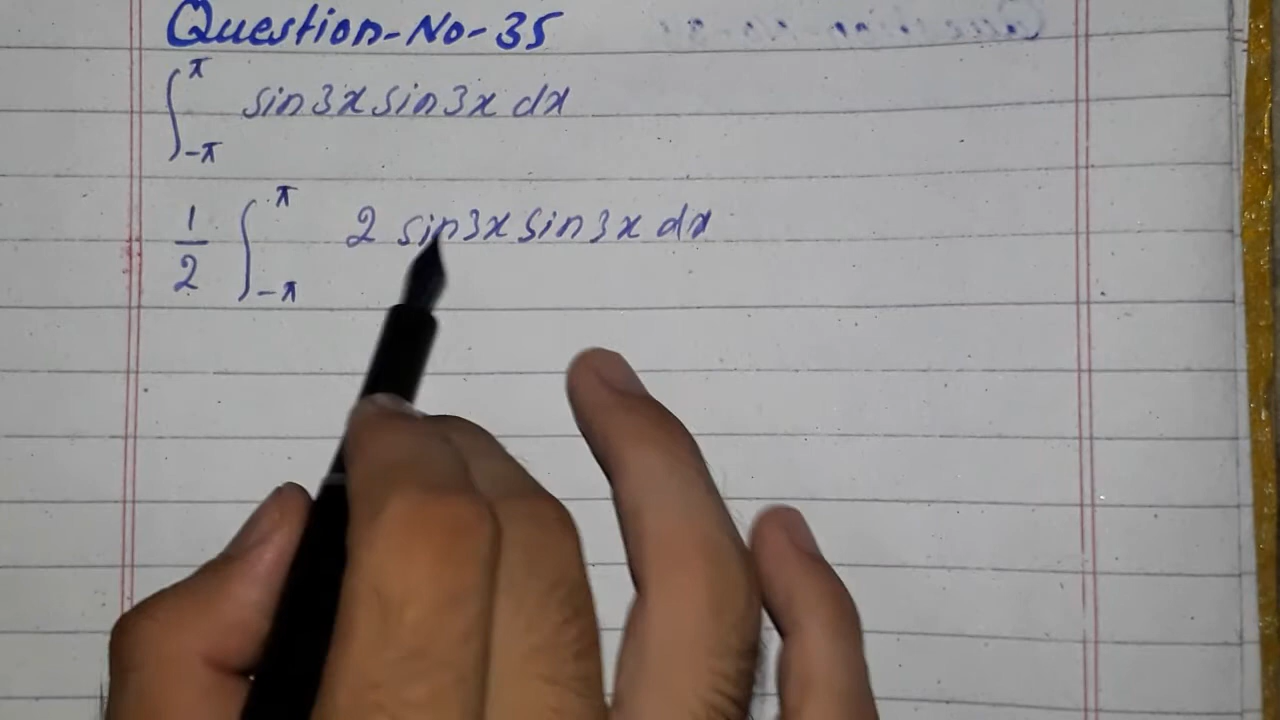 Question-No-35
∫_{-π}^{π} sin3x sin3x dx
1/2 ∫_{-π}^{π} 2 sin3x sin3x dx